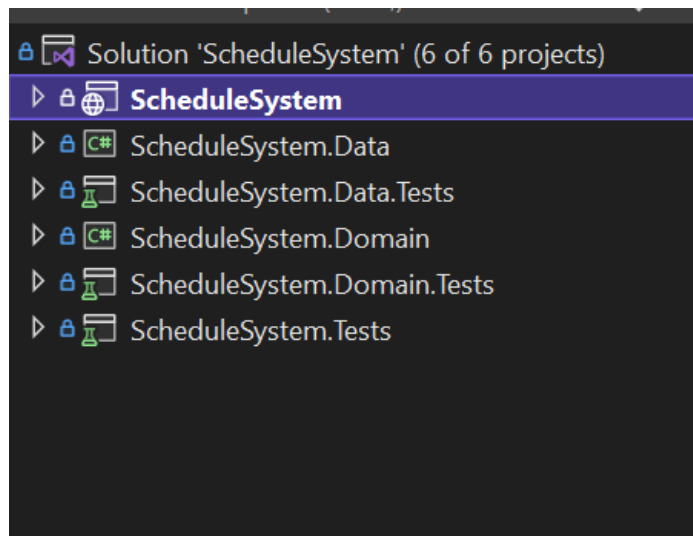 Solution 'ScheduleSystem' (6 of 6 projects)
ScheduleSystem
C# ScheduleSystem.Data
ScheduleSystem.Data.Tests
C# ScheduleSystem.Domain
ScheduleSystem.Domain.Tests
ScheduleSystem.Tests